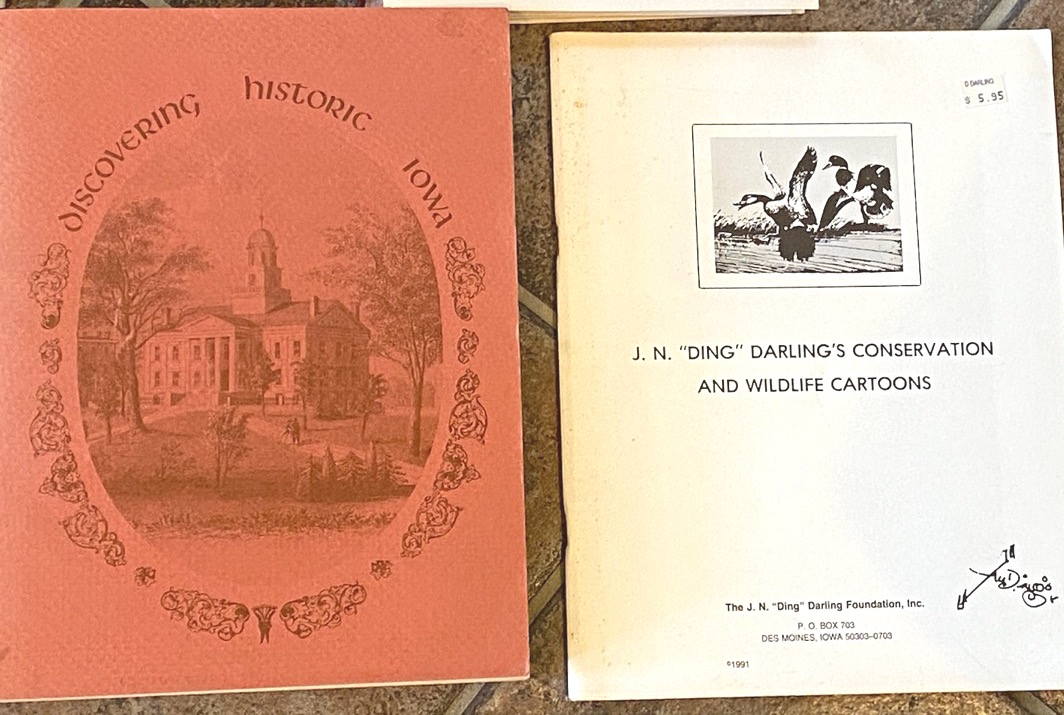 DISCOVERING HISTORIC IOWA
D DARLING
$ 5.95
J. N. "DING" DARLING'S CONSERVATION
AND WILDLIFE CARTOONS
The J. N. "Ding" Darling Foundation, Inc.
P. O. BOX 703
DES MOINES, IOWA 50303–0703
©1991